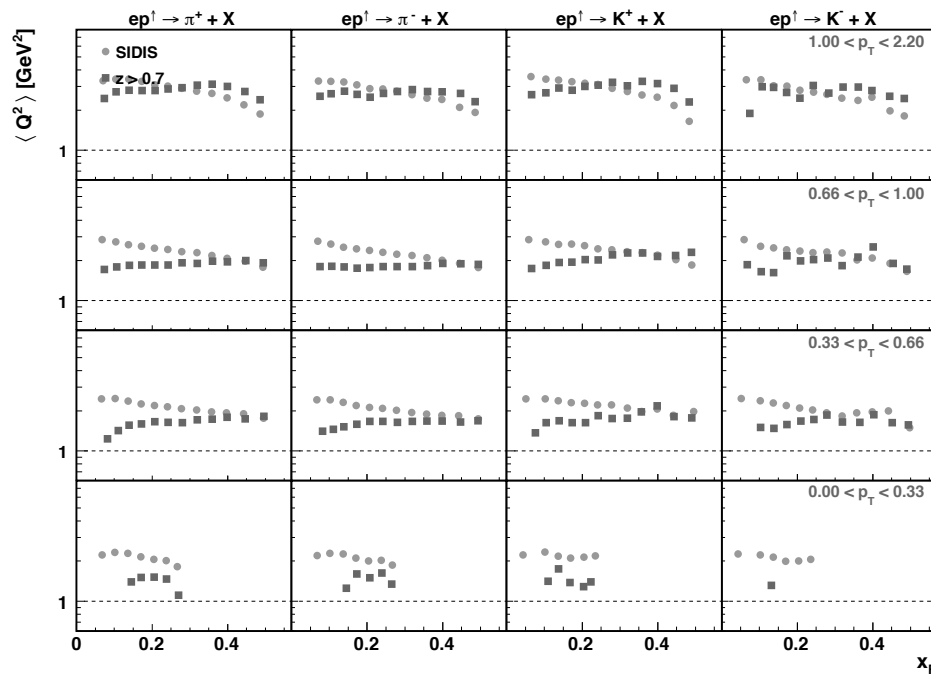 ep↑ → π⁺ + X ep↑ → π⁻ + X ep↑ → K⁺ + X ep↑ → K⁻ + X
⟨ Q² ⟩ [GeV²]
SIDIS
z > 0.7
1.00 < p_T < 2.20
1
0.66 < p_T < 1.00
1
0.33 < p_T < 0.66
1
0.00 < p_T < 0.33
1
0 0.2 0.4 0.2 0.4 0.2 0.4 0.2 0.4